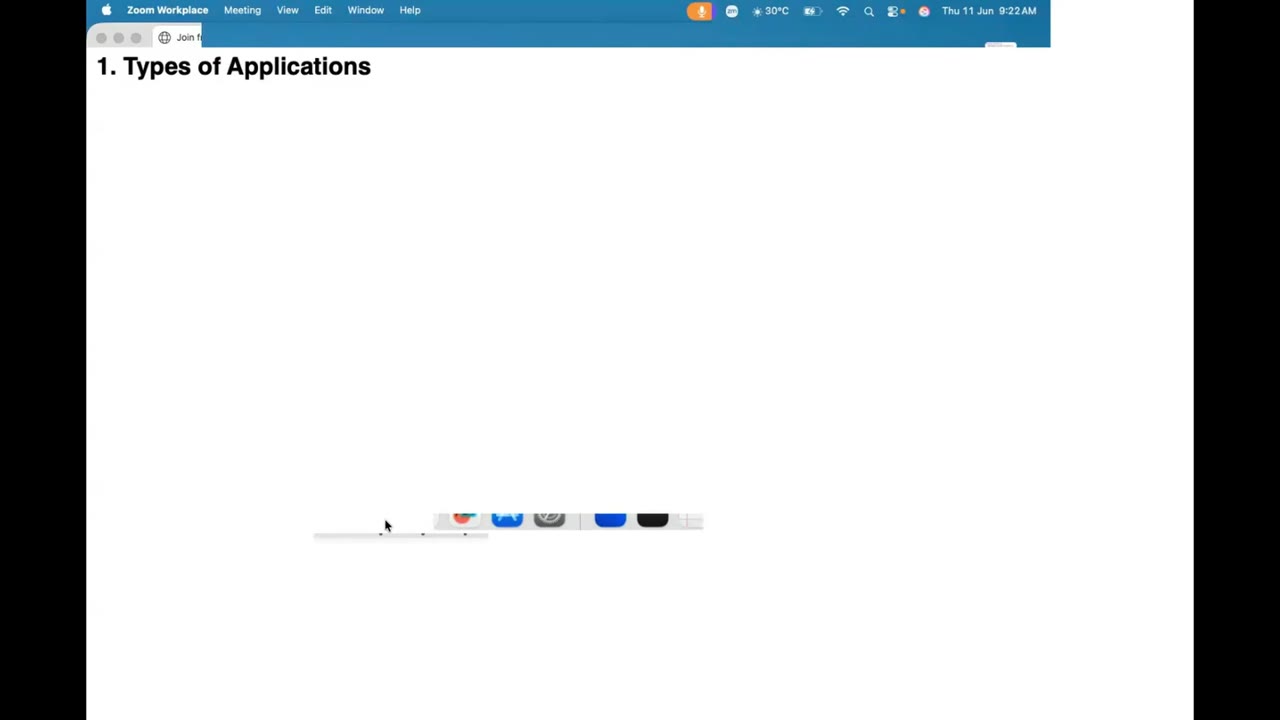 Zoom Workplace Meeting View Edit Window Help zm 30°C Thu 11 Jun 9:22 AM
Join
1. Types of Applications